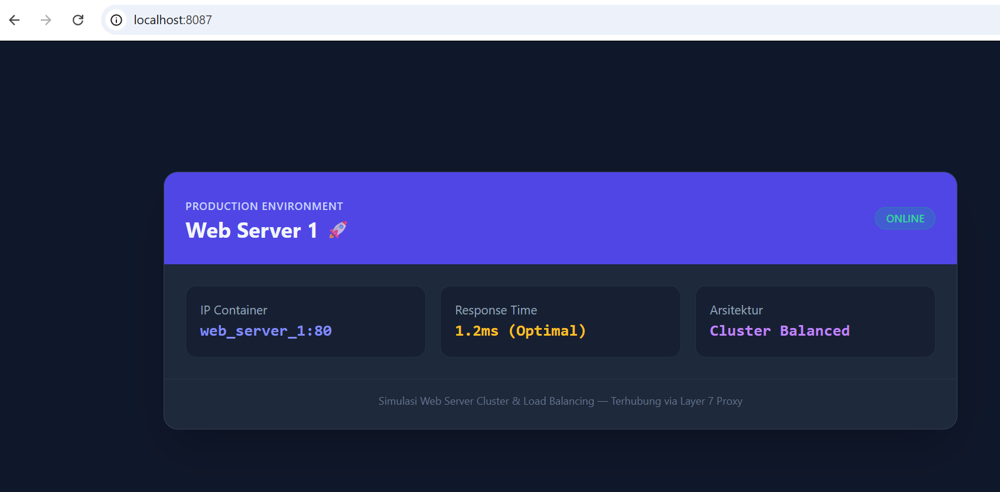 localhost:8087
PRODUCTION ENVIRONMENT
Web Server 1 🚀
ONLINE
IP Container
web_server_1:80
Response Time
1.2ms (Optimal)
Arsitektur
Cluster Balanced
Simulasi Web Server Cluster & Load Balancing — Terhubung via Layer 7 Proxy